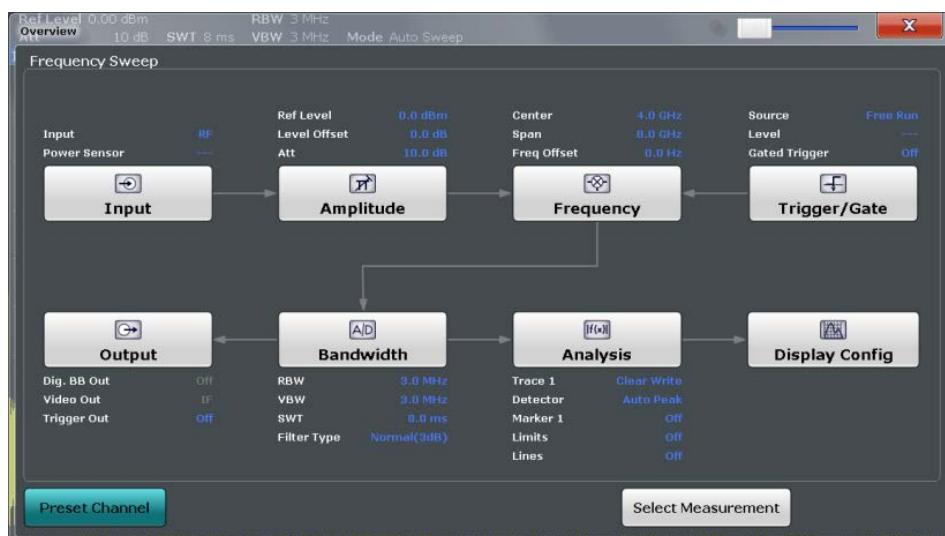 Ref Level 0.00 dBm RBW 3 MHz
Overview
Att 10 dB SWT 8 ms VBW 3 MHz Mode Auto Sweep
X
Frequency Sweep
Input RF
Power Sensor ---
Ref Level 0.0 dBm
Level Offset 0.0 dB
Att 10.0 dB
Center 4.0 GHz
Span 8.0 GHz
Freq Offset 0.0 Hz
Source Free Run
Level ---
Gated Trigger Off
Input
Amplitude
Frequency
Trigger/Gate
A/D
|f(x)|
Output
Bandwidth
Analysis
Display Config
Dig. BB Out Off
Video Out IF
Trigger Out Off
RBW 3.0 MHz
VBW 3.0 MHz
SWT 8.0 ms
Filter Type Normal(3dB)
Trace 1 Clear Write
Detector Auto Peak
Marker 1 Off
Limits Off
Lines Off
Preset Channel
Select Measurement